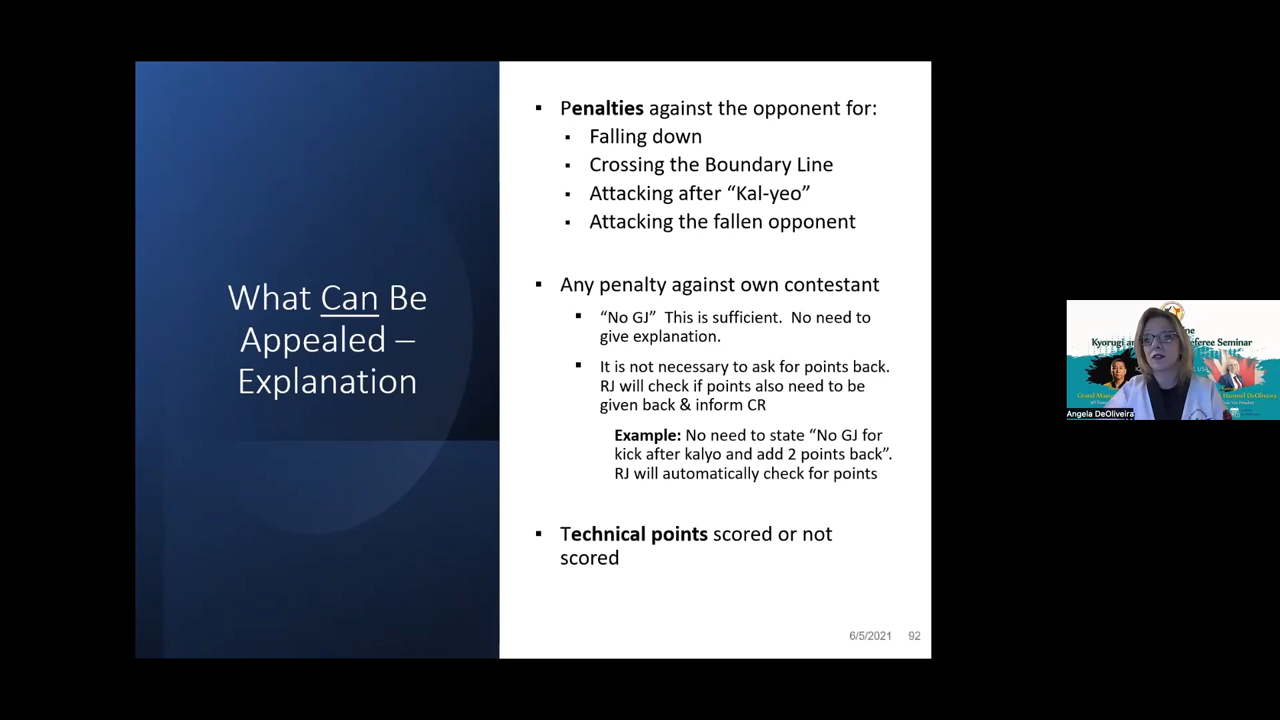 What Can Be
Appealed –
Explanation
▪ Penalties against the opponent for:
▪ Falling down
▪ Crossing the Boundary Line
▪ Attacking after “Kal-yeo”
▪ Attacking the fallen opponent
▪ Any penalty against own contestant
▪ “No GJ” This is sufficient. No need to
give explanation.
▪ It is not necessary to ask for points back.
RJ will check if points also need to be
given back & inform CR
Example: No need to state “No GJ for
kick after kalyo and add 2 points back”.
RJ will automatically check for points
▪ Technical points scored or not
scored
6/5/2021 92
Kyorugi
Referee Seminar
Angela DeOliveira